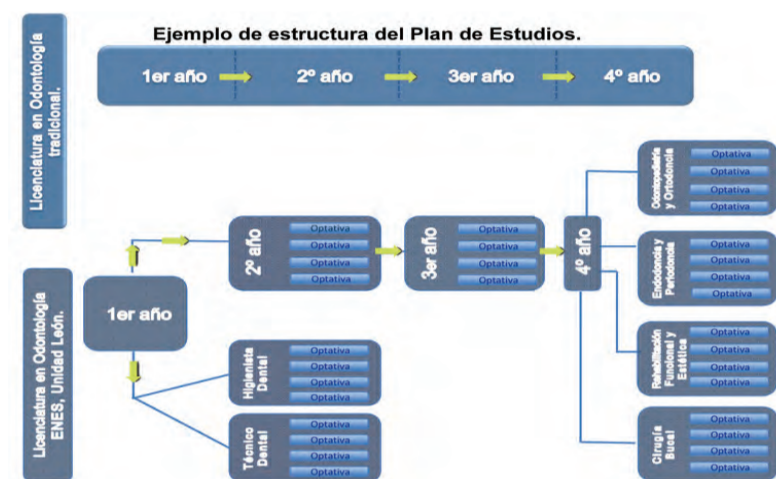 Ejemplo de estructura del Plan de Estudios.
Licenciatura en Odontología
tradicional.
1er año
2º año
3er año
4º año
Licenciatura en Odontología
ENES, Unidad León.
1er año
2º año
Optativa
Optativa
Optativa
Optativa
3er año
Optativa
Optativa
Optativa
Optativa
4º año
Higienista
Dental
Optativa
Optativa
Optativa
Optativa
Técnico
Dental
Optativa
Optativa
Optativa
Optativa
Odontopediatría
y Ortodoncia
Optativa
Optativa
Optativa
Optativa
Endodoncia y
Periodoncia
Optativa
Optativa
Optativa
Optativa
Rehabilitación
Funcional y
Estética
Optativa
Optativa
Optativa
Optativa
Cirugía
Bucal
Optativa
Optativa
Optativa
Optativa